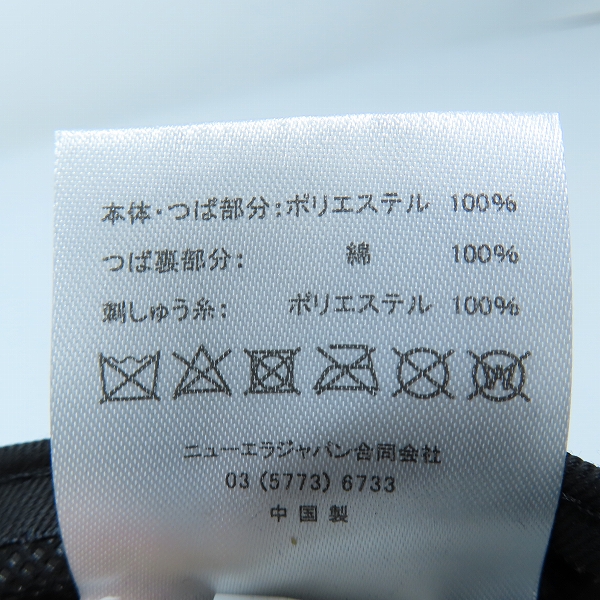 本体・つば部分:ポリエステル 100%
つば裏部分: 綿 100%
刺しゅう糸: ポリエステル 100%
W
ニューエラジャパン合同会社
03 (5773) 6733
中国製